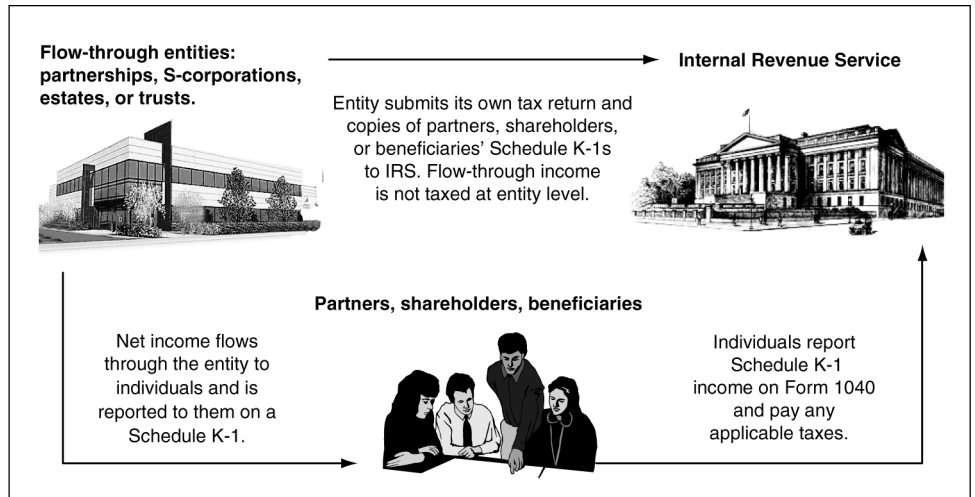 Flow-through entities:
partnerships, S-corporations,
estates, or trusts.
Internal Revenue Service
Entity submits its own tax return and
copies of partners, shareholders,
or beneficiaries’ Schedule K-1s
to IRS. Flow-through income
is not taxed at entity level.
Partners, shareholders, beneficiaries
Net income flows
through the entity to
individuals and is
reported to them on a
Schedule K-1.
Individuals report
Schedule K-1
income on Form 1040
and pay any
applicable taxes.